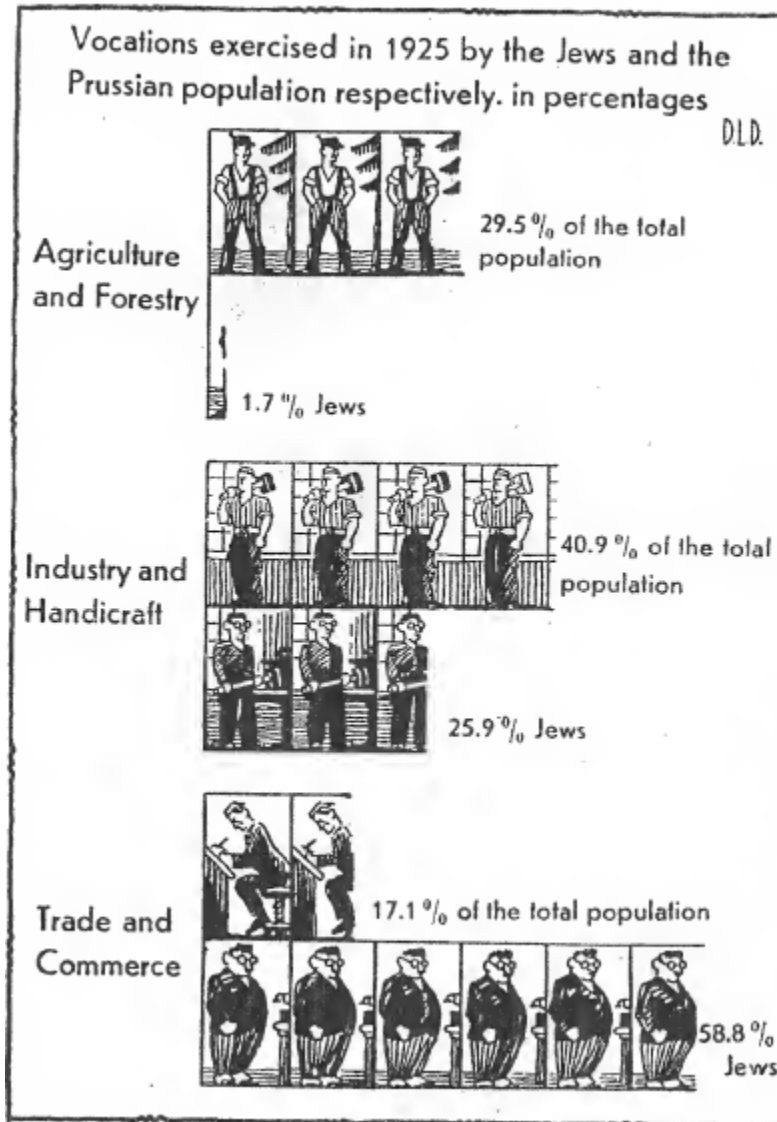 Vocations exercised in 1925 by the Jews and the
Prussian population respectively. in percentages
D.L.D.
Agriculture
and Forestry
29.5 % of the total
population
1.7 % Jews
Industry and
Handicraft
40.9 % of the total
population
25.9 % Jews
Trade and
Commerce
17.1 % of the total population
58.8 %
Jews